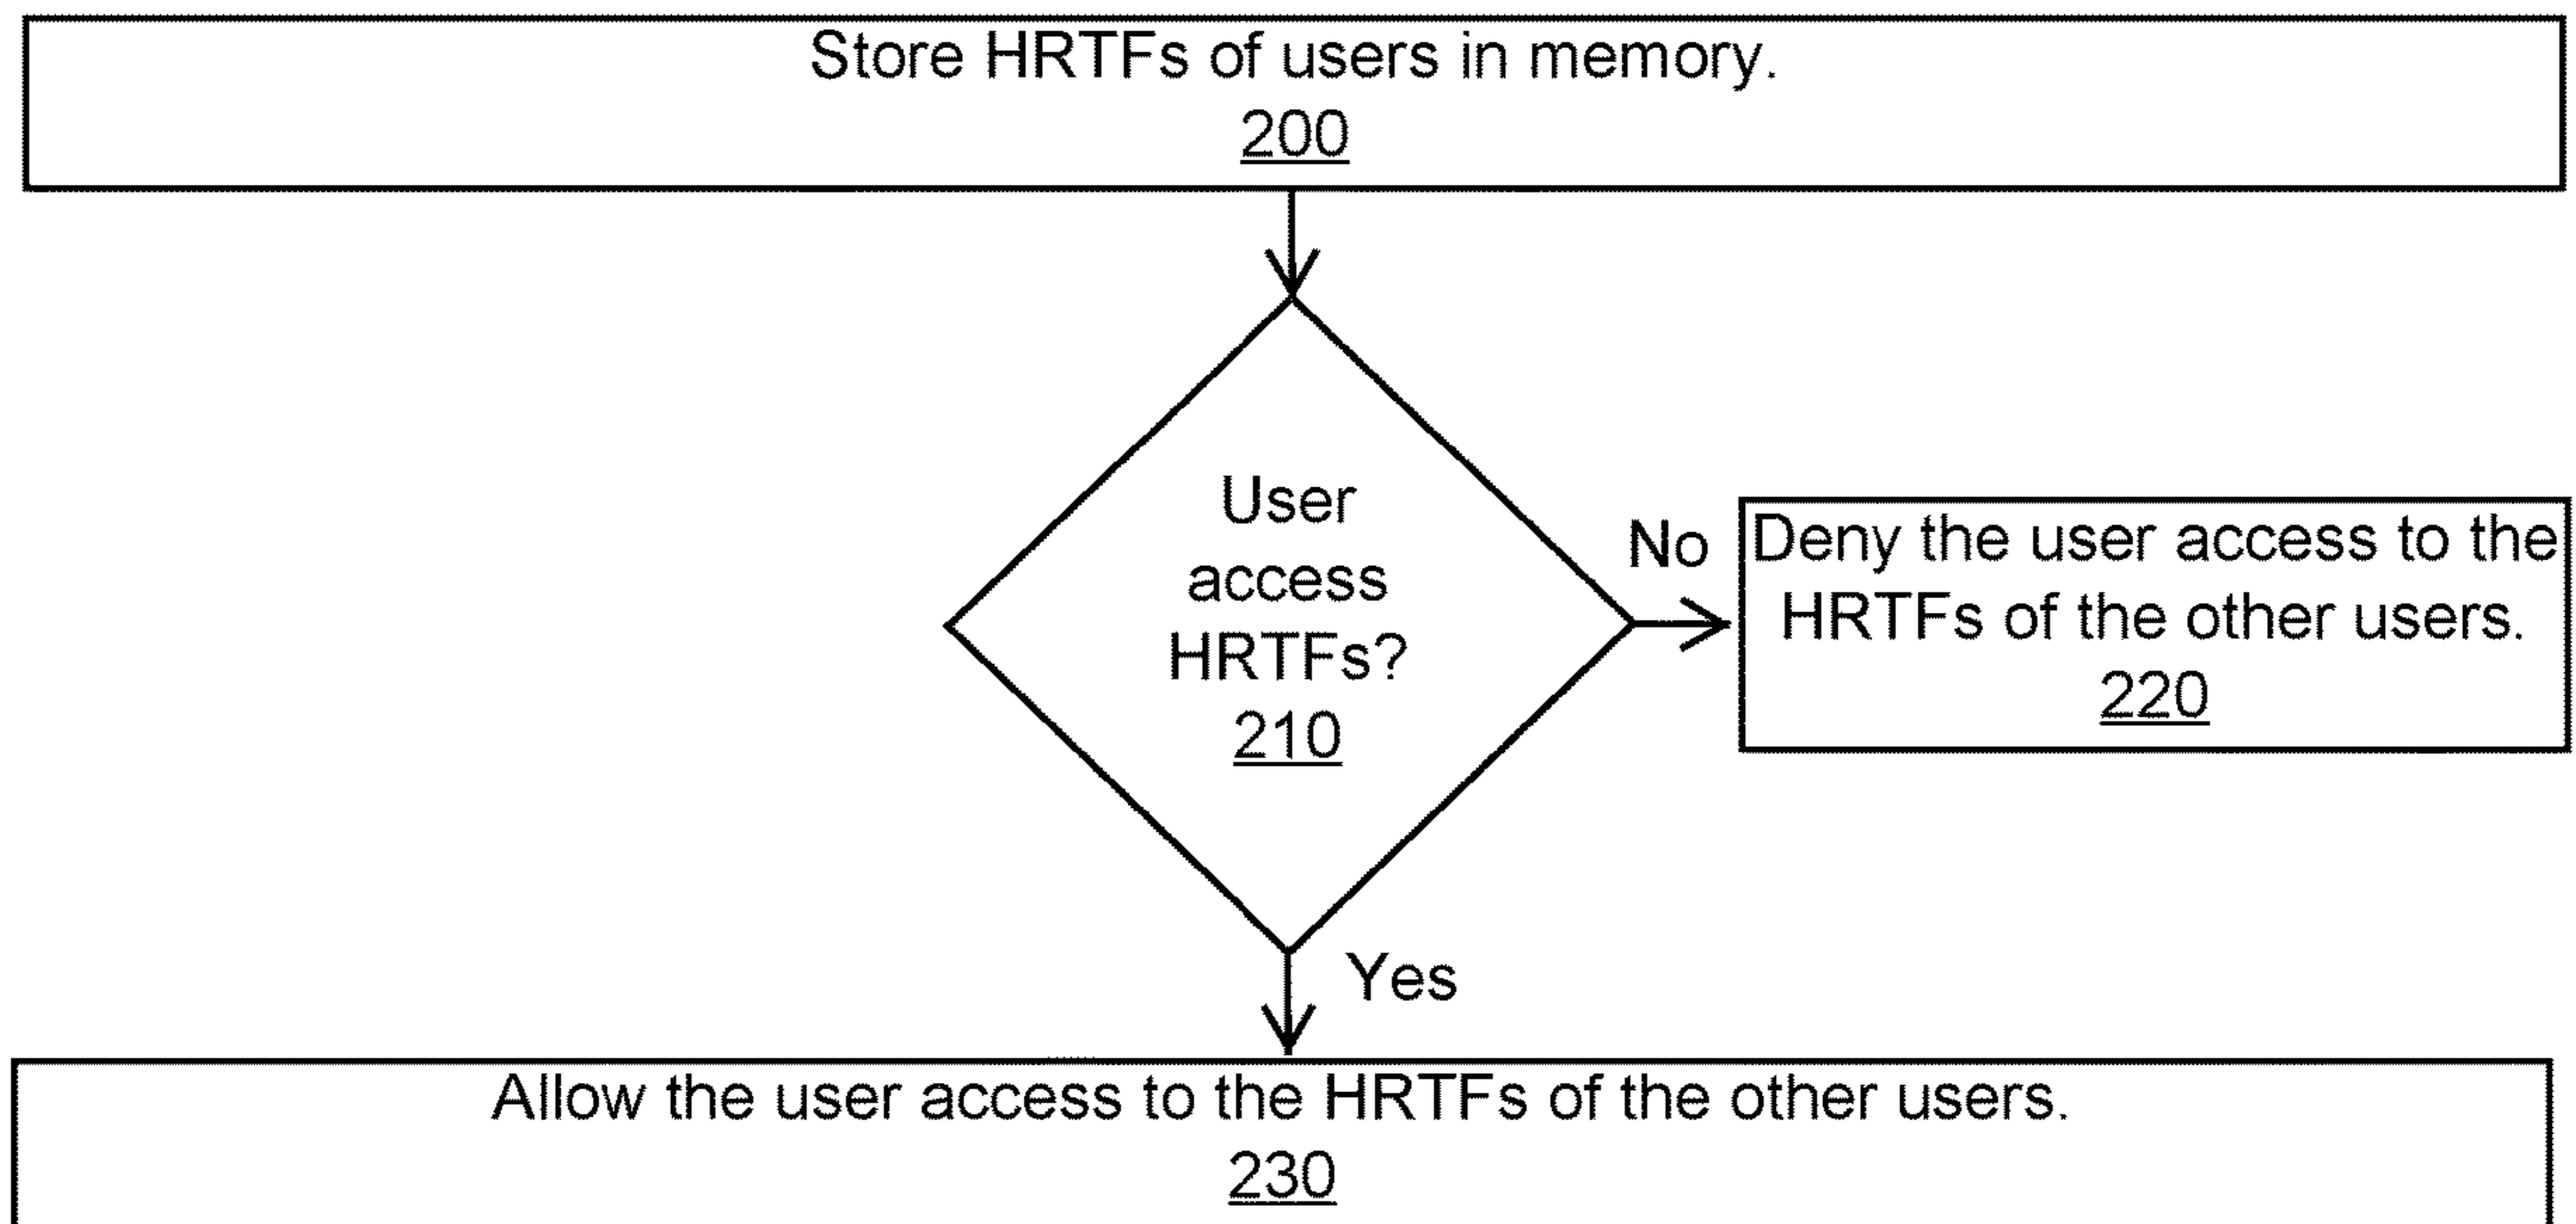 Store HRTFs of users in memory.
200
User
access
HRTFs?
210
No
Deny the user access to the
HRTFs of the other users.
220
Yes
Allow the user access to the HRTFs of the other users.
230